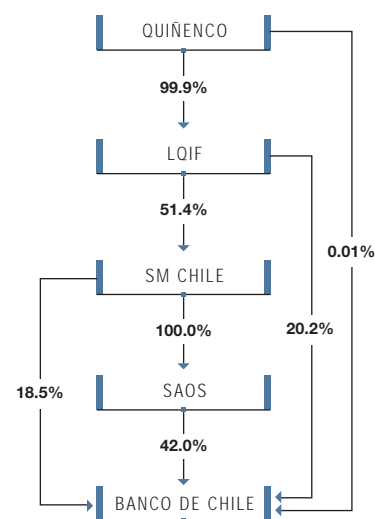 QUIÑENCO
99.9%
LQIF
51.4%
0.01%
SM CHILE
100.0%
20.2%
SAOS
18.5%
42.0%
BANCO DE CHILE